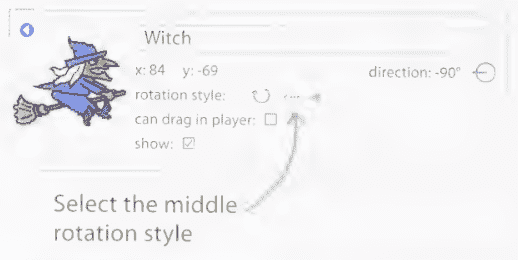 Witch
x: 84 y: -69 direction: -90°
rotation style:
can drag in player:
show:
Select the middle
rotation style